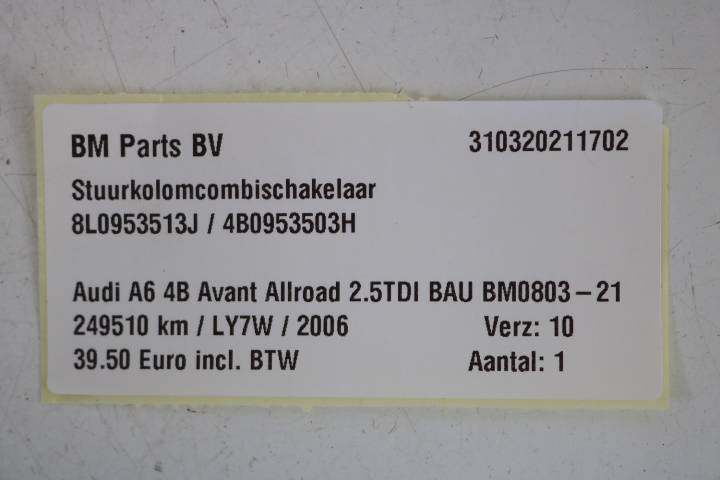 BM Parts BV 310320211702
Stuurkolomcombischakelaar
8L0953513J / 4B0953503H
Audi A6 4B Avant Allroad 2.5TDI BAU BM0803-21
249510 km / LY7W / 2006 Verz: 10
39.50 Euro incl. BTW Aantal: 1